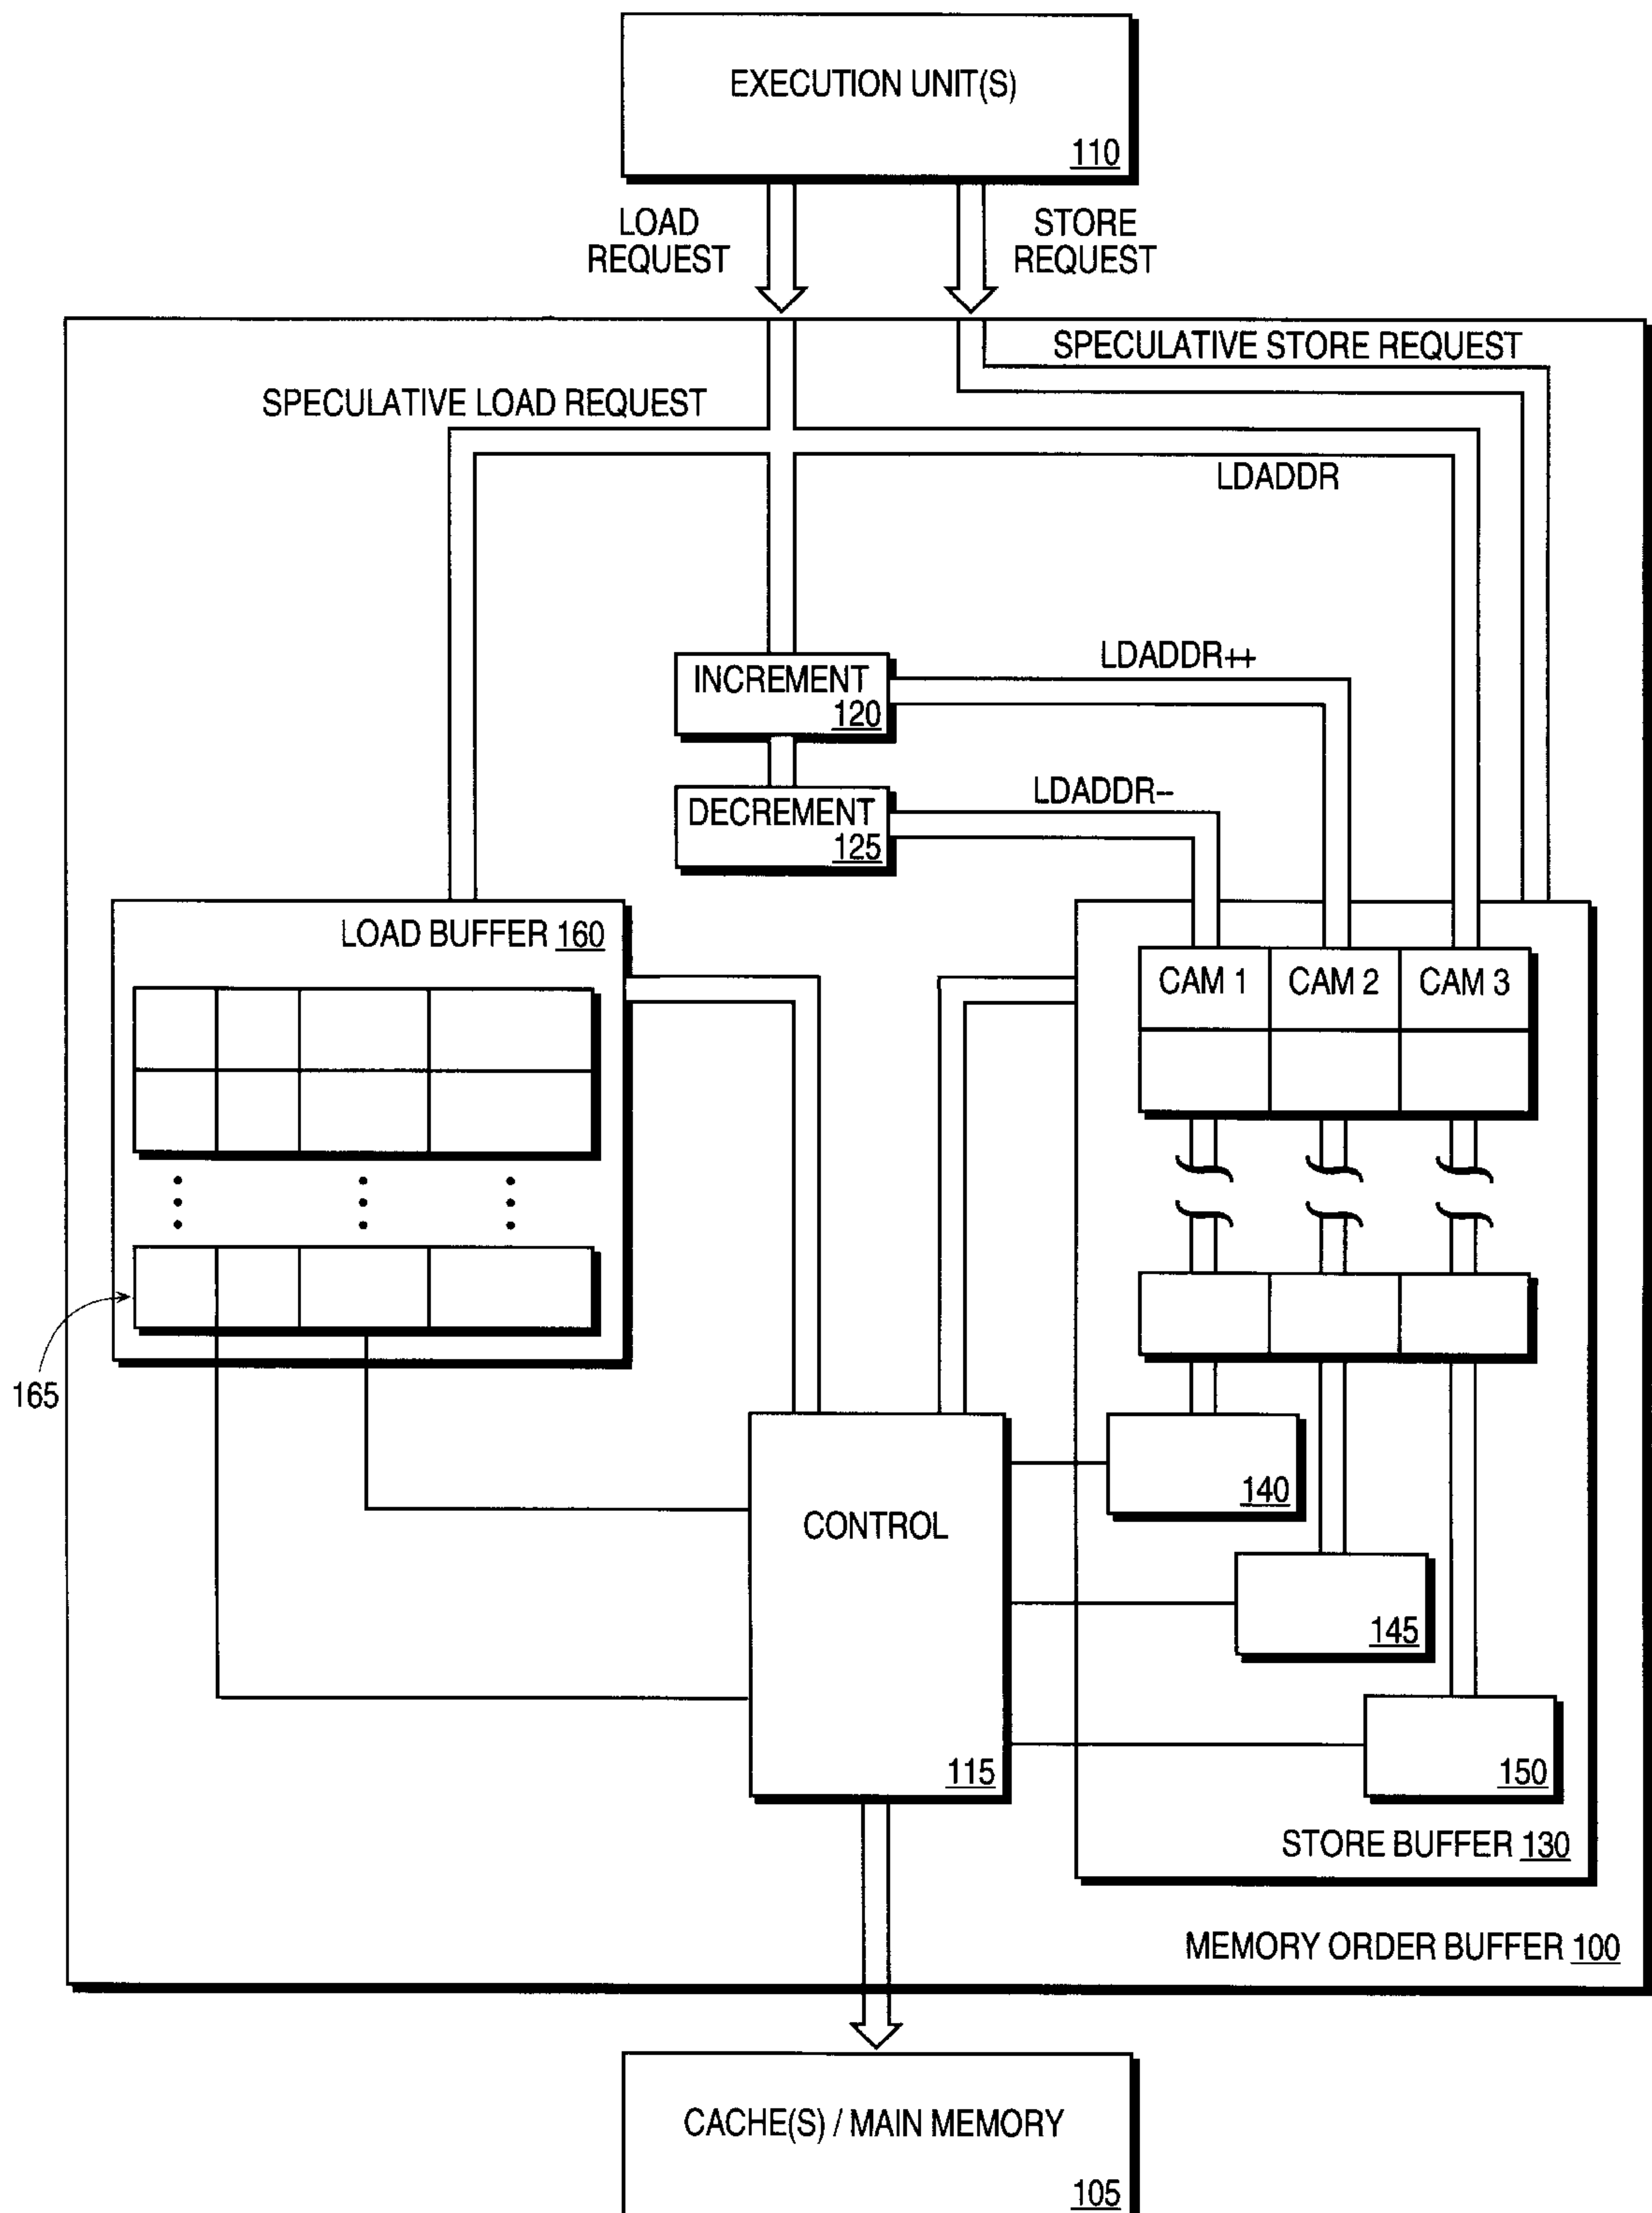 EXECUTION UNIT(S)
110
LOAD
REQUEST
STORE
REQUEST
SPECULATIVE STORE REQUEST
SPECULATIVE LOAD REQUEST
LDADDR
LDADDR++
INCREMENT
120
LDADDR--
DECREMENT
125
LOAD BUFFER 160
CAM 1
CAM 2
CAM 3
165
140
CONTROL
145
115
150
STORE BUFFER 130
MEMORY ORDER BUFFER 100
CACHE(S) / MAIN MEMORY
105